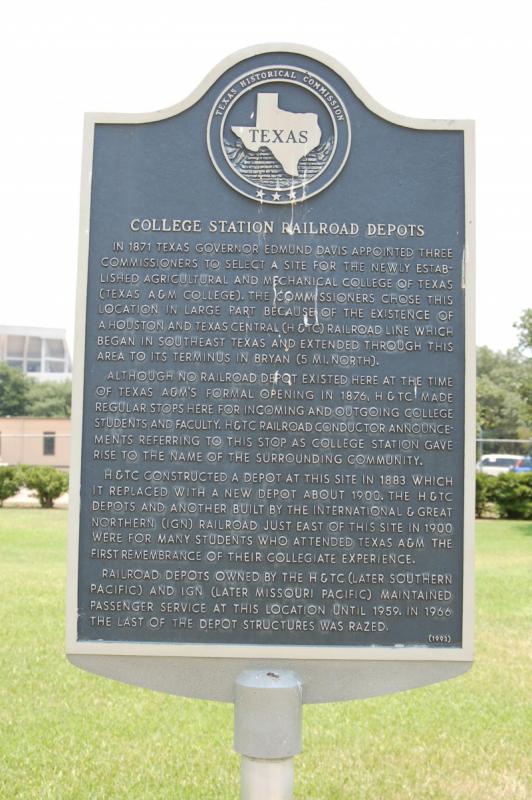 TEXAS HISTORICAL COMMISSION
TEXAS
COLLEGE STATION RAILROAD DEPOTS
IN 1871 TEXAS GOVERNOR EDMUND DAVIS APPOINTED THREE
COMMISSIONERS TO SELECT A SITE FOR THE NEWLY ESTAB-
LISHED AGRICULTURAL AND MECHANICAL COLLEGE OF TEXAS
(TEXAS A&M COLLEGE). THE COMMISSIONERS CHOSE THIS
LOCATION IN LARGE PART BECAUSE OF THE EXISTENCE OF
A HOUSTON AND TEXAS CENTRAL (H&TC) RAILROAD LINE WHICH
BEGAN IN SOUTHEAST TEXAS AND EXTENDED THROUGH THIS
AREA TO ITS TERMINUS IN BRYAN (5 MI. NORTH).
ALTHOUGH NO RAILROAD DEPOT EXISTED HERE AT THE TIME
OF TEXAS A&M'S FORMAL OPENING IN 1876, H&TC MADE
REGULAR STOPS HERE FOR INCOMING AND OUTGOING COLLEGE
STUDENTS AND FACULTY. H&TC RAILROAD CONDUCTOR ANNOUNCE-
MENTS REFERRING TO THIS STOP AS COLLEGE STATION GAVE
RISE TO THE NAME OF THE SURROUNDING COMMUNITY.
H&TC CONSTRUCTED A DEPOT AT THIS SITE IN 1883 WHICH
IT REPLACED WITH A NEW DEPOT ABOUT 1900. THE H&TC
DEPOTS AND ANOTHER BUILT BY THE INTERNATIONAL & GREAT
NORTHERN (IGN) RAILROAD JUST EAST OF THIS SITE IN 1900
WERE FOR MANY STUDENTS WHO ATTENDED TEXAS A&M THE
FIRST REMEMBRANCE OF THEIR COLLEGIATE EXPERIENCE.
RAILROAD DEPOTS OWNED BY THE H&TC (LATER SOUTHERN
PACIFIC) AND IGN (LATER MISSOURI PACIFIC) MAINTAINED
PASSENGER SERVICE AT THIS LOCATION UNTIL 1959. IN 1966
THE LAST OF THE DEPOT STRUCTURES WAS RAZED.
(1993)